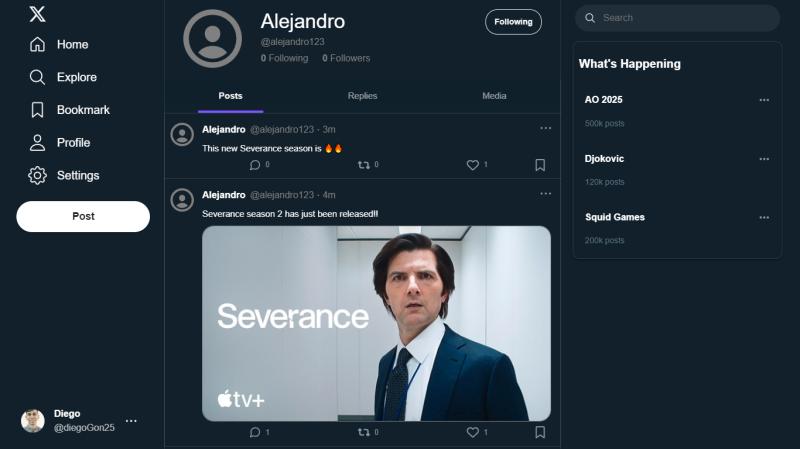 Home
Explore
Bookmark
Profile
Settings
Post
Diego
@diegoGon25
Alejandro
@alejandro123
0 Following 0 Followers
Following
Posts Replies Media
Alejandro @alejandro123 · 3m
This new Severance season is 🔥🔥
0 0 1
Alejandro @alejandro123 · 4m
Severance season 2 has just been released!!
Severance
tv+
1 0 1
Search
What's Happening
AO 2025
500k posts
Djokovic
120k posts
Squid Games
200k posts